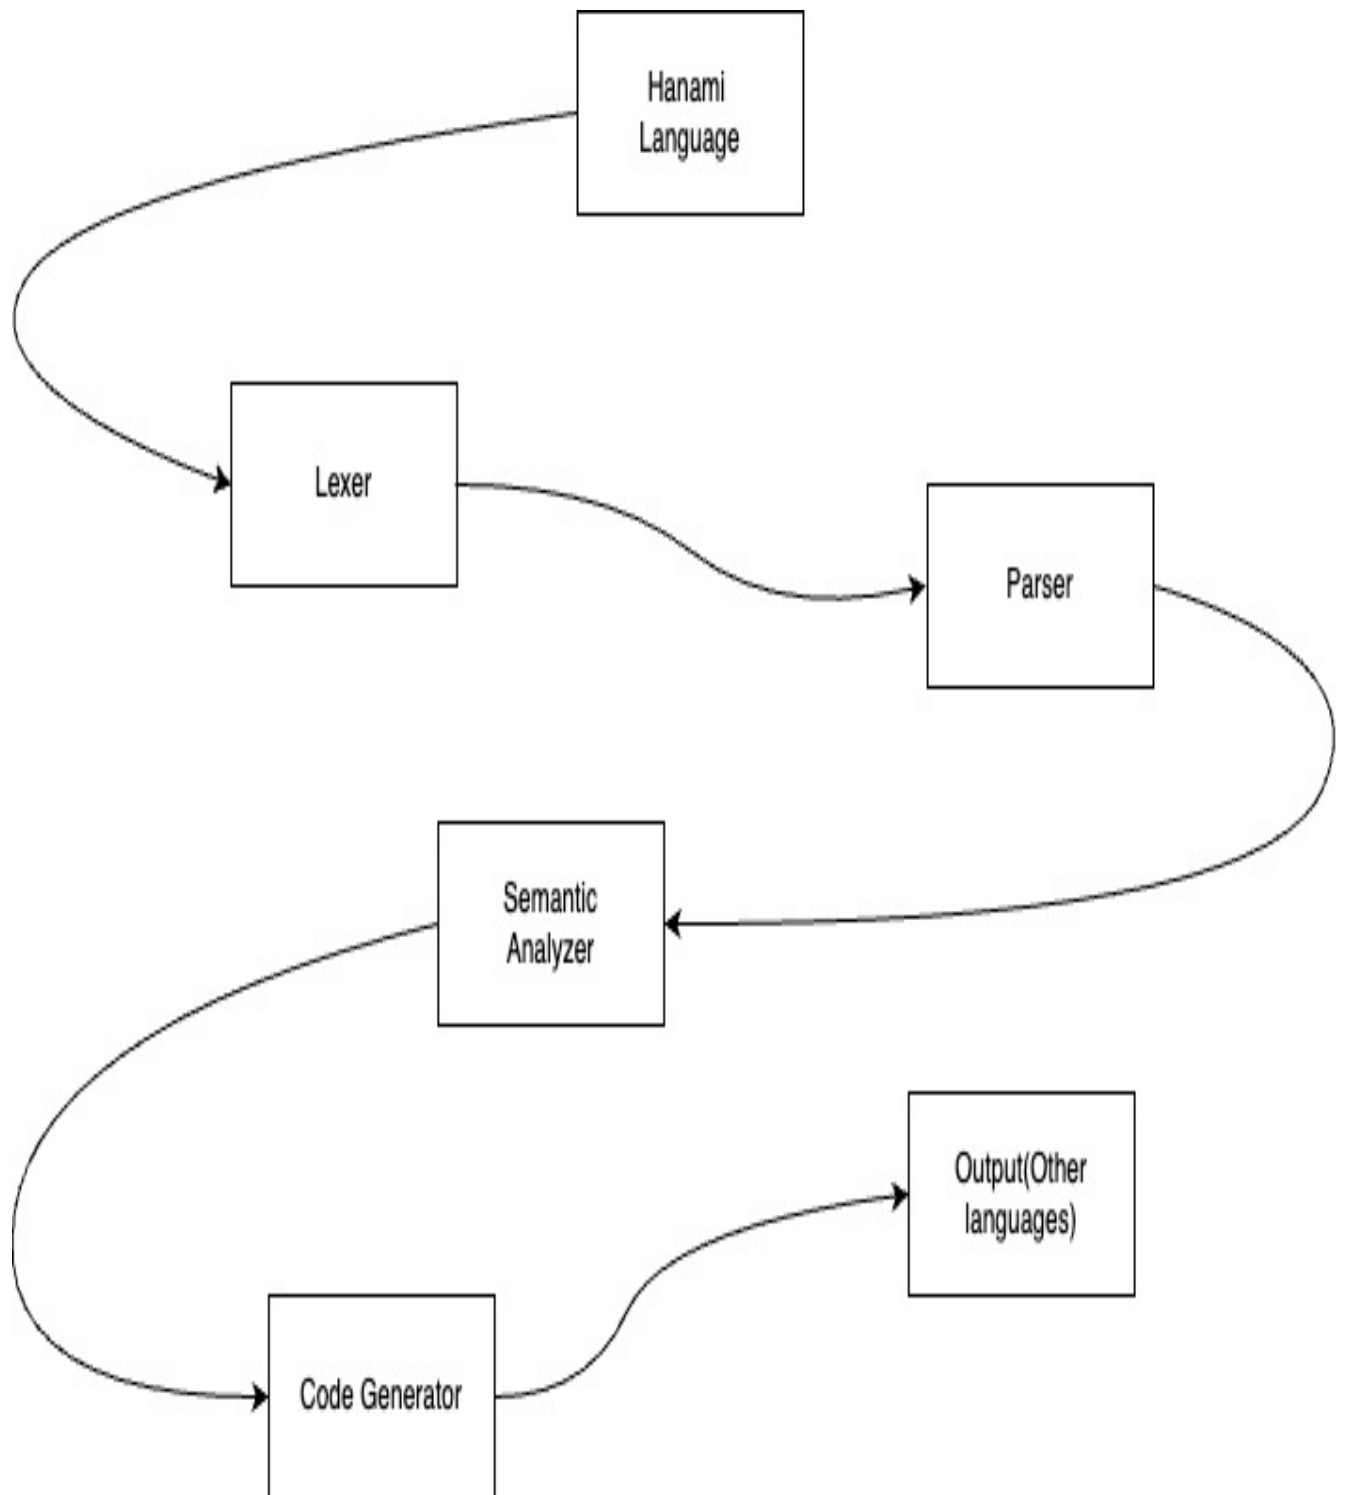 Hanami
Language
Lexer
Parser
Semantic
Analyzer
Output(Other
languages)
Code Generator